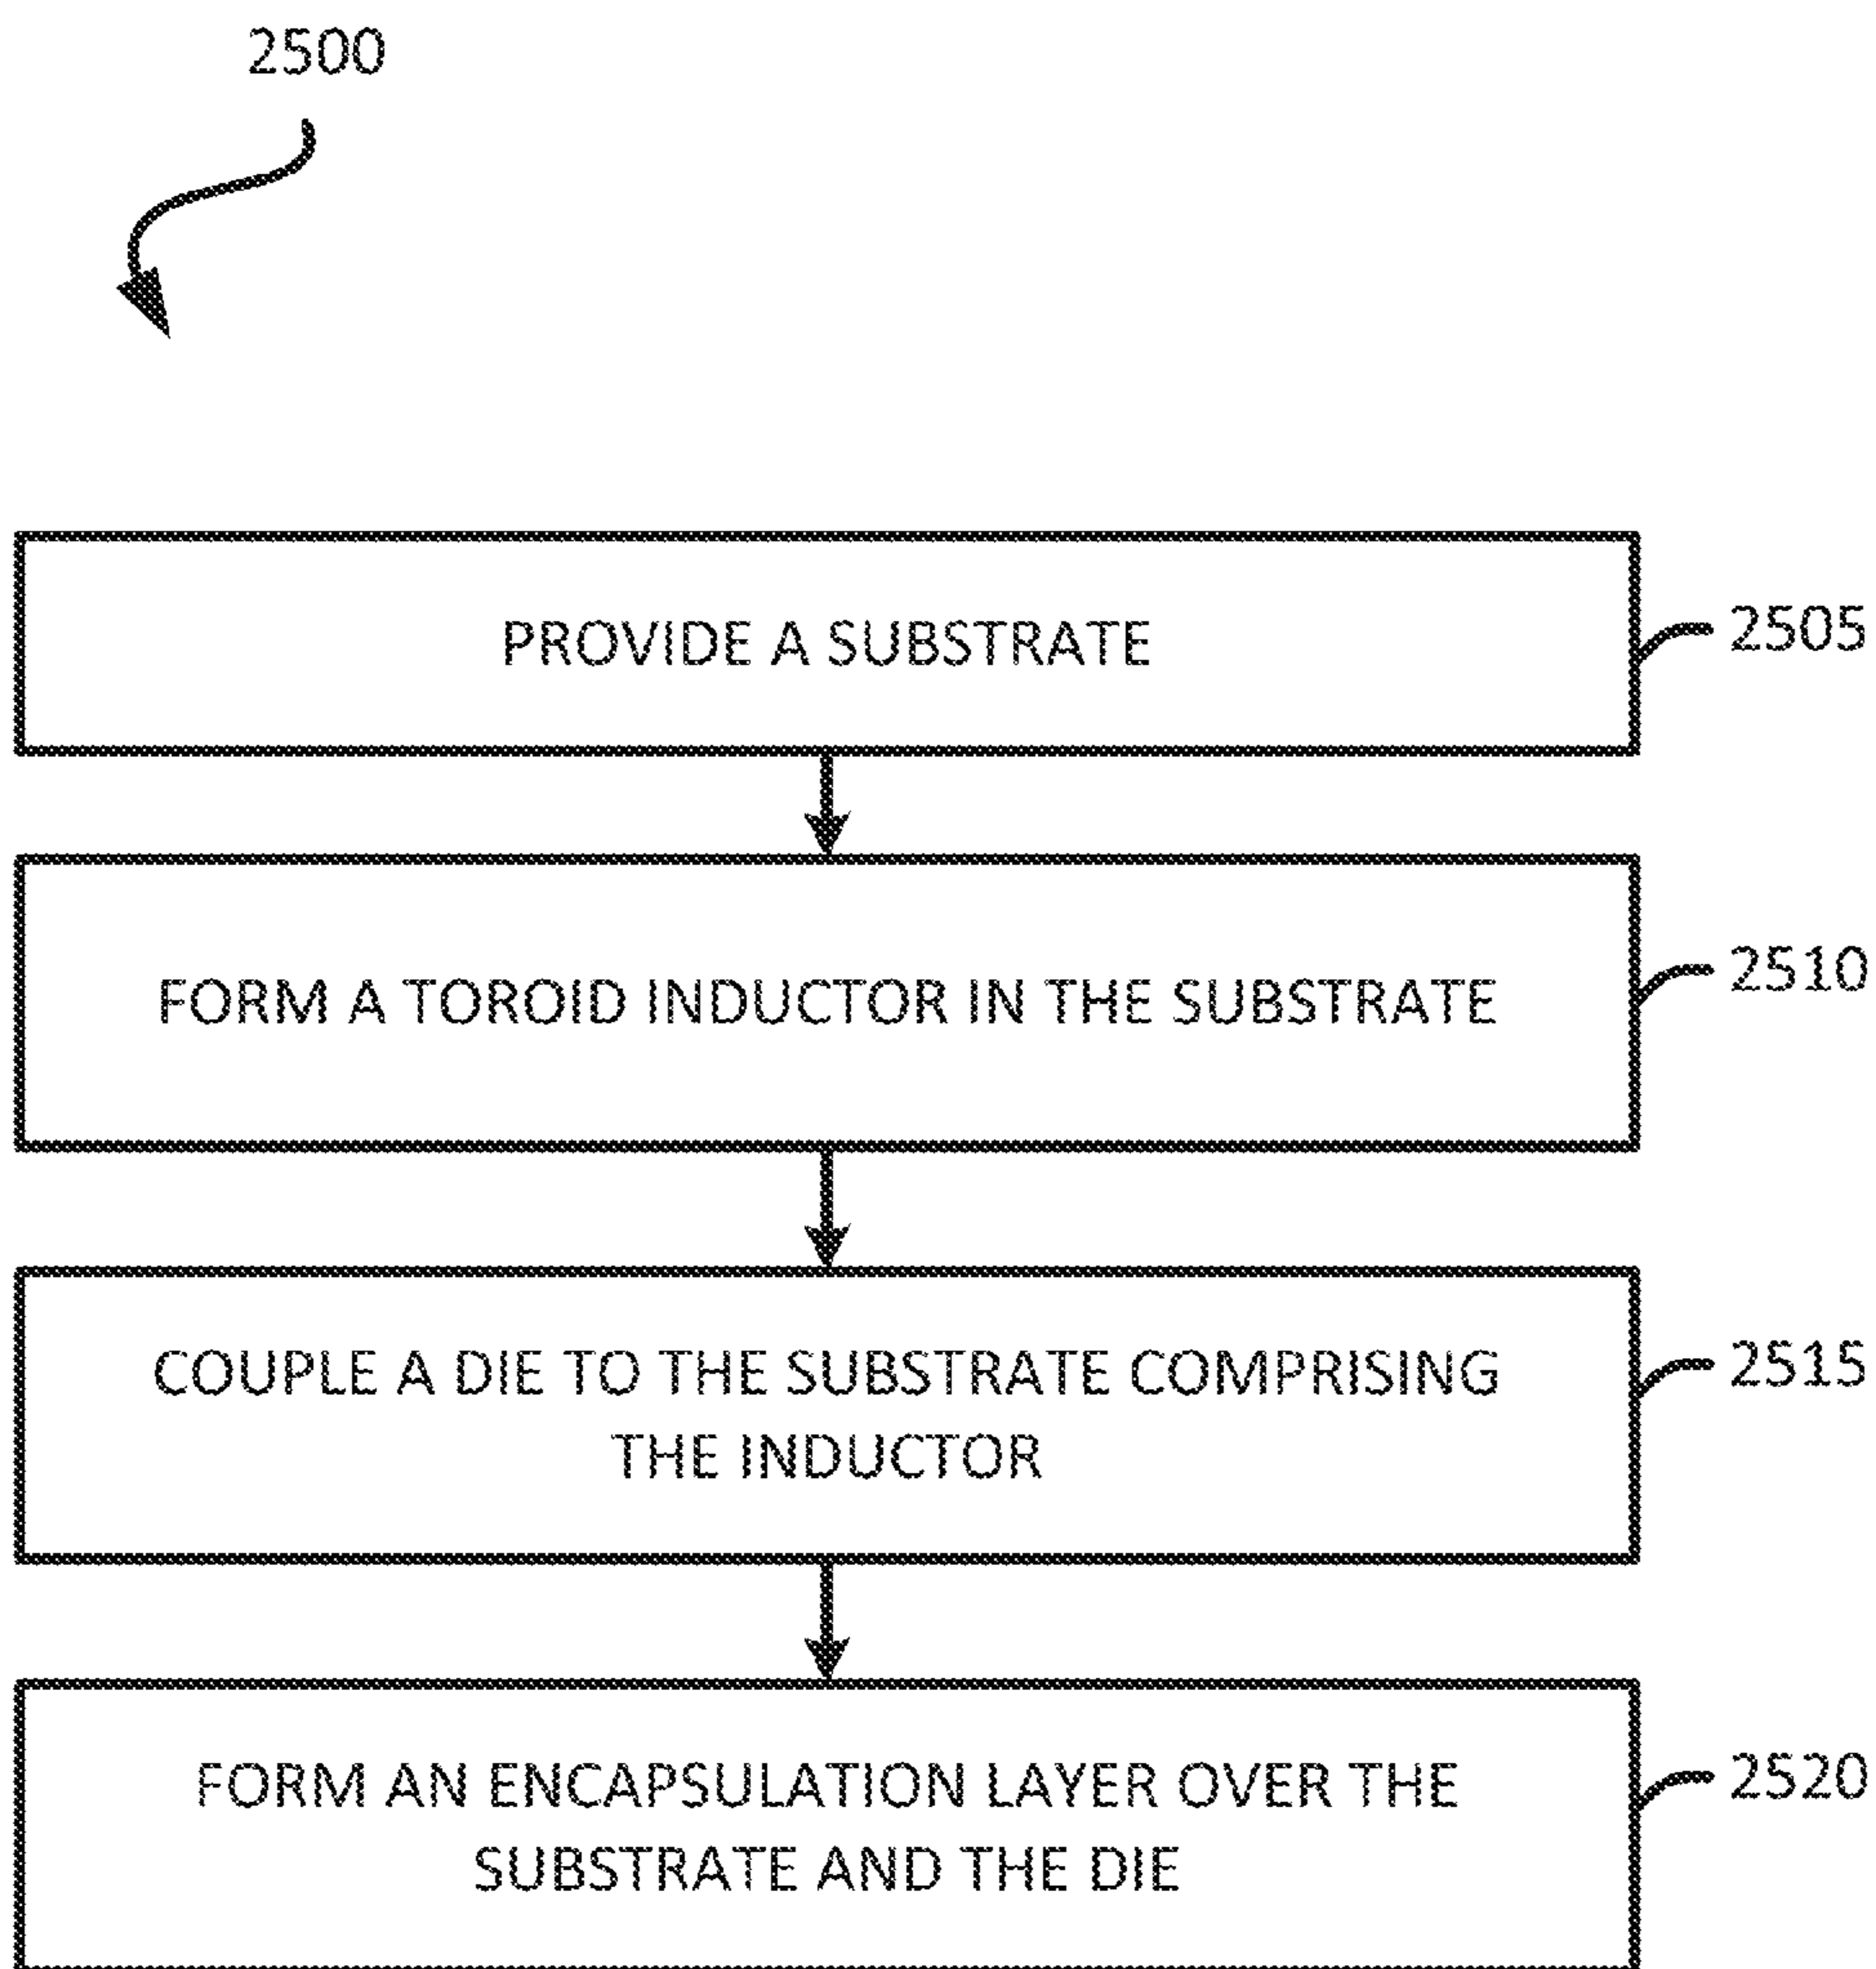 2500
PROVIDE A SUBSTRATE
2505
FORM A TOROID INDUCTOR IN THE SUBSTRATE
2510
COUPLE A DIE TO THE SUBSTRATE COMPRISING
THE INDUCTOR
2515
FORM AN ENCAPSULATION LAYER OVER THE
SUBSTRATE AND THE DIE
2520